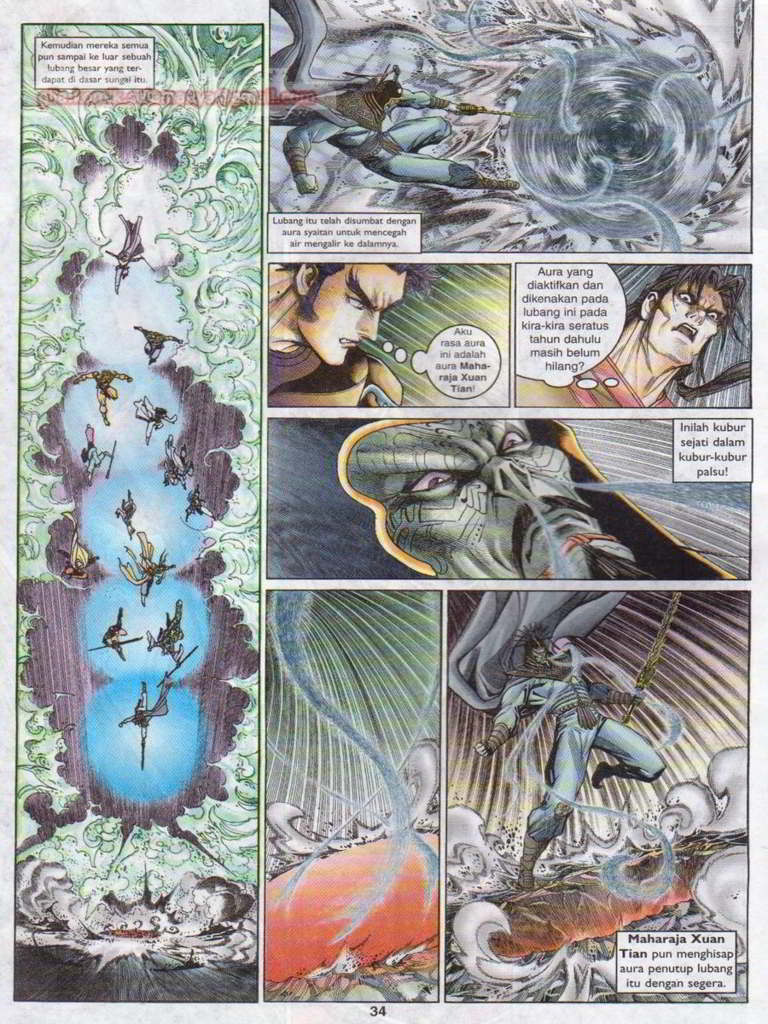 Kemudian mereka semua
pun sampai ke luar sebuah
lubang besar yang ter-
dapat di dasar sungai itu.
Lubang itu telah disumbat dengan
aura syaitan untuk mencegah
air mengalir ke dalamnya.
Aku
rasa aura
ini adalah
aura Maha-
raja Xuan
Tian!
Aura yang
diaktifkan dan
dikenakan pada
lubang ini pada
kira-kira seratus
tahun dahulu
masih belum
hilang?
Inilah kubur
sejati dalam
kubur-kubur
palsu!
Maharaja Xuan
Tian pun menghisap
aura penutup lubang
itu dengan segera.
34